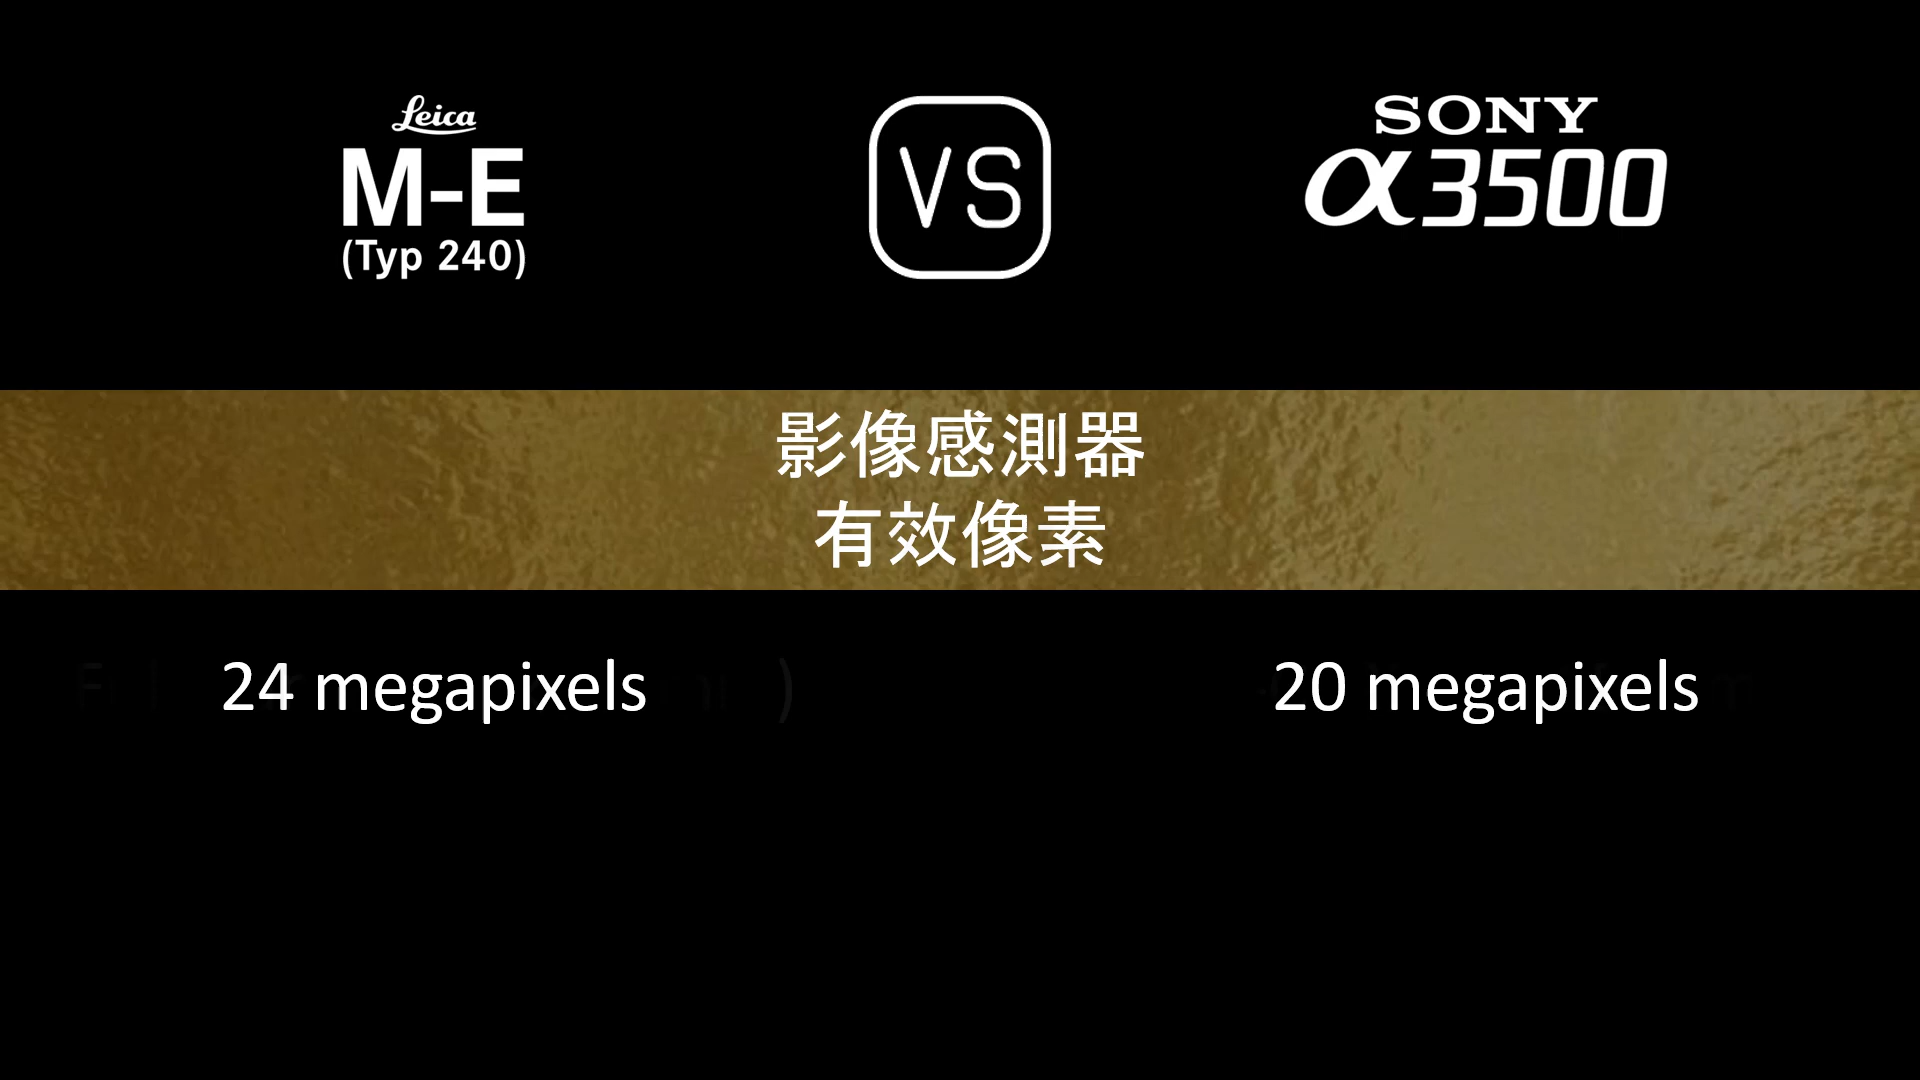 Leica
M-E
(Typ 240)
VS
SONY
α3500
影像感測器
有效像素
24 megapixels
20 megapixels